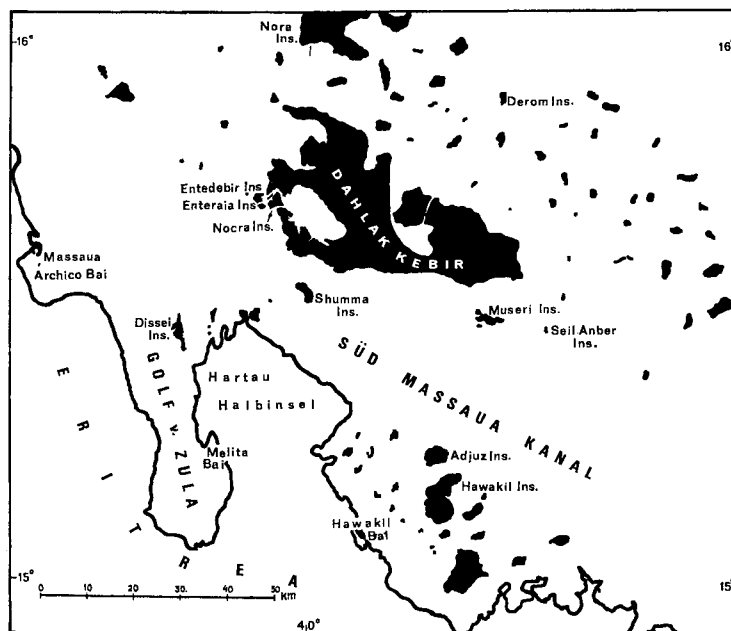 Nora
Ins.
16°
16
Derom Ins.
Entedebir Ins
Enteraia Ins
Nocra Ins.
DAHLAK KEBIR
Massaua
Archico Bai
Shumma
Ins.
Museri Ins.
Seil Anber
Ins.
Dissei
Ins.
SÜD MASSAUA KANAL
GOLF v. ZULA
Hartau
Halbinsel
Melita
Bai
Adjuz Ins.
Hawakil Ins.
Hawakil
Bai
ERITREA
15°
15
0 10 20 30. 40 50
KM
40°